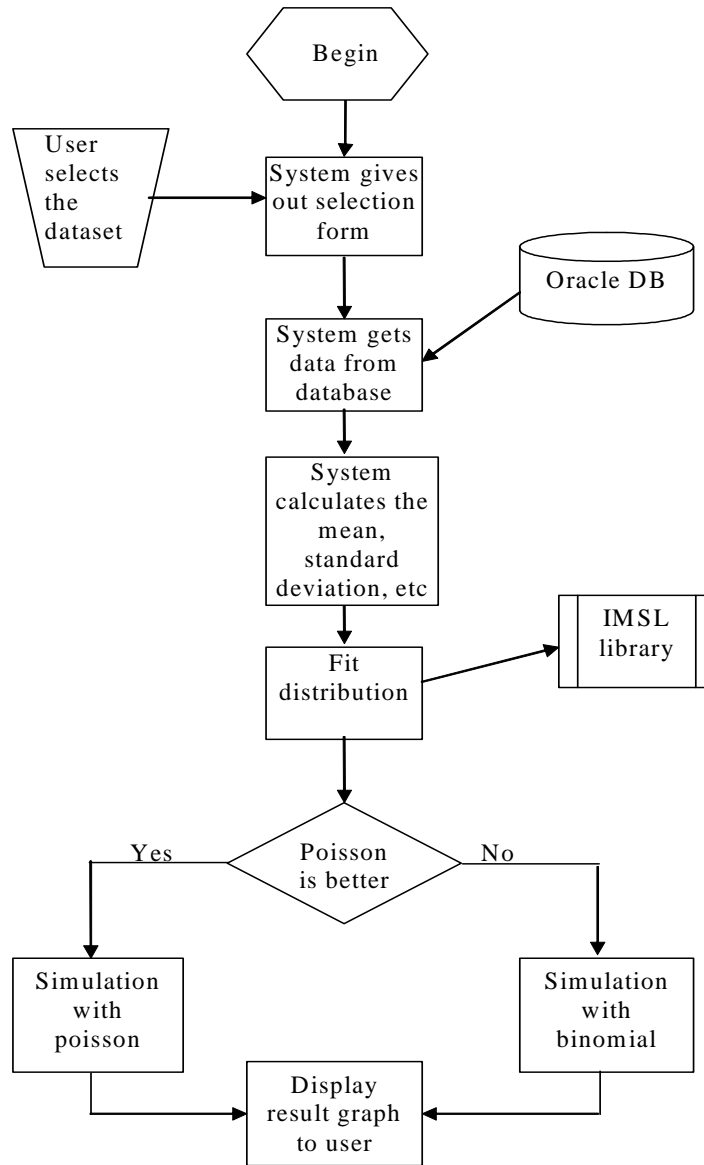 Begin
User
selects
the
dataset
System gives
out selection
form
Oracle DB
System gets
data from
database
System
calculates the
mean,
standard
deviation, etc
IMSL
library
Fit
distribution
Yes
Poisson
is better
No
Simulation
with
poisson
Simulation
with
binomial
Display
result graph
to user